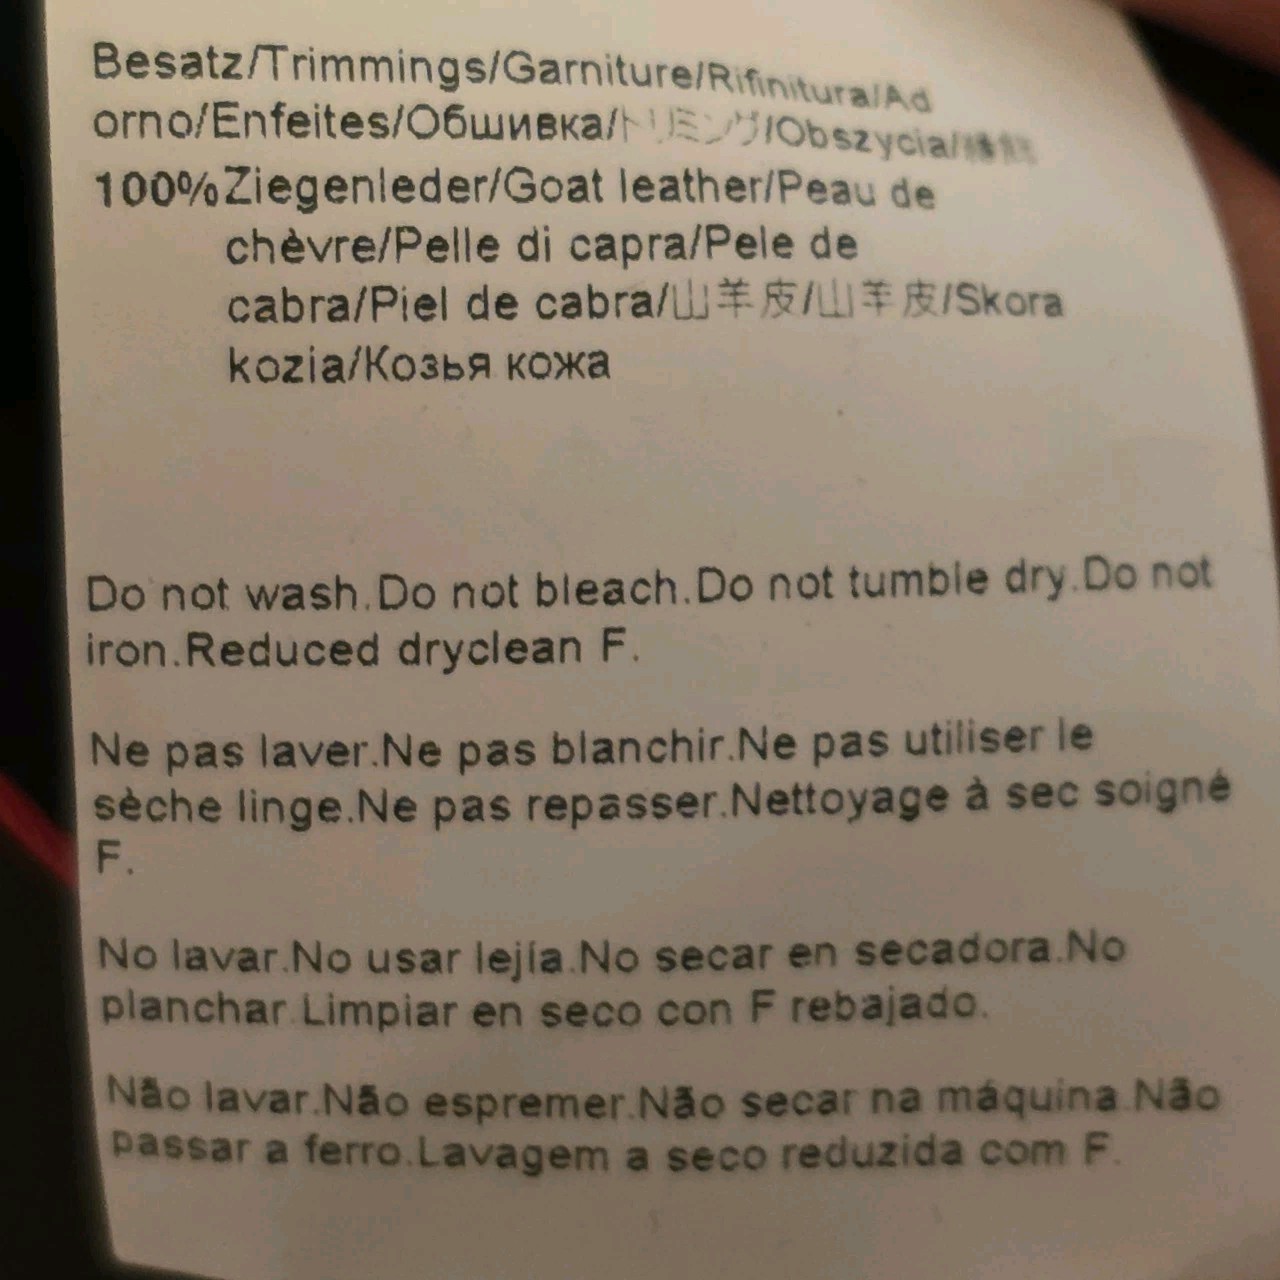 Besatz/Trimmings/Garniture/Rifinitura/Ad
orno/Enfeites/Обшивка/トリミング/Obszycia/
100%Ziegenleder/Goat leather/Peau de
chèvre/Pelle di capra/Pele de
cabra/Piel de cabra/山羊皮/山羊皮/Skora
kozia/Козья кожа
Do not wash.Do not bleach.Do not tumble dry.Do not
iron.Reduced dryclean F.
Ne pas laver.Ne pas blanchir.Ne pas utiliser le
sèche linge.Ne pas repasser.Nettoyage à sec soigné
F.
No lavar.No usar lejía.No secar en secadora.No
planchar.Limpiar en seco con F rebajado.
Não lavar.Não espremer.Não secar na máquina.Não
passar a ferro.Lavagem a seco reduzida com F.